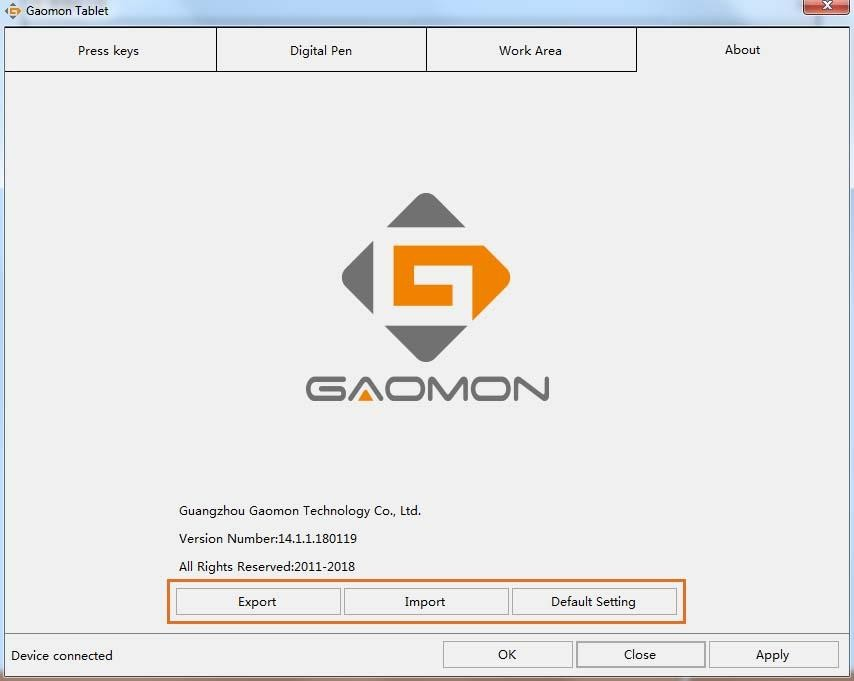 Gaomon Tablet
Press keys Digital Pen Work Area About
GAOMON
Guangzhou Gaomon Technology Co., Ltd.
Version Number:14.1.1.180119
All Rights Reserved:2011-2018
Export Import Default Setting
Device connected OK Close Apply